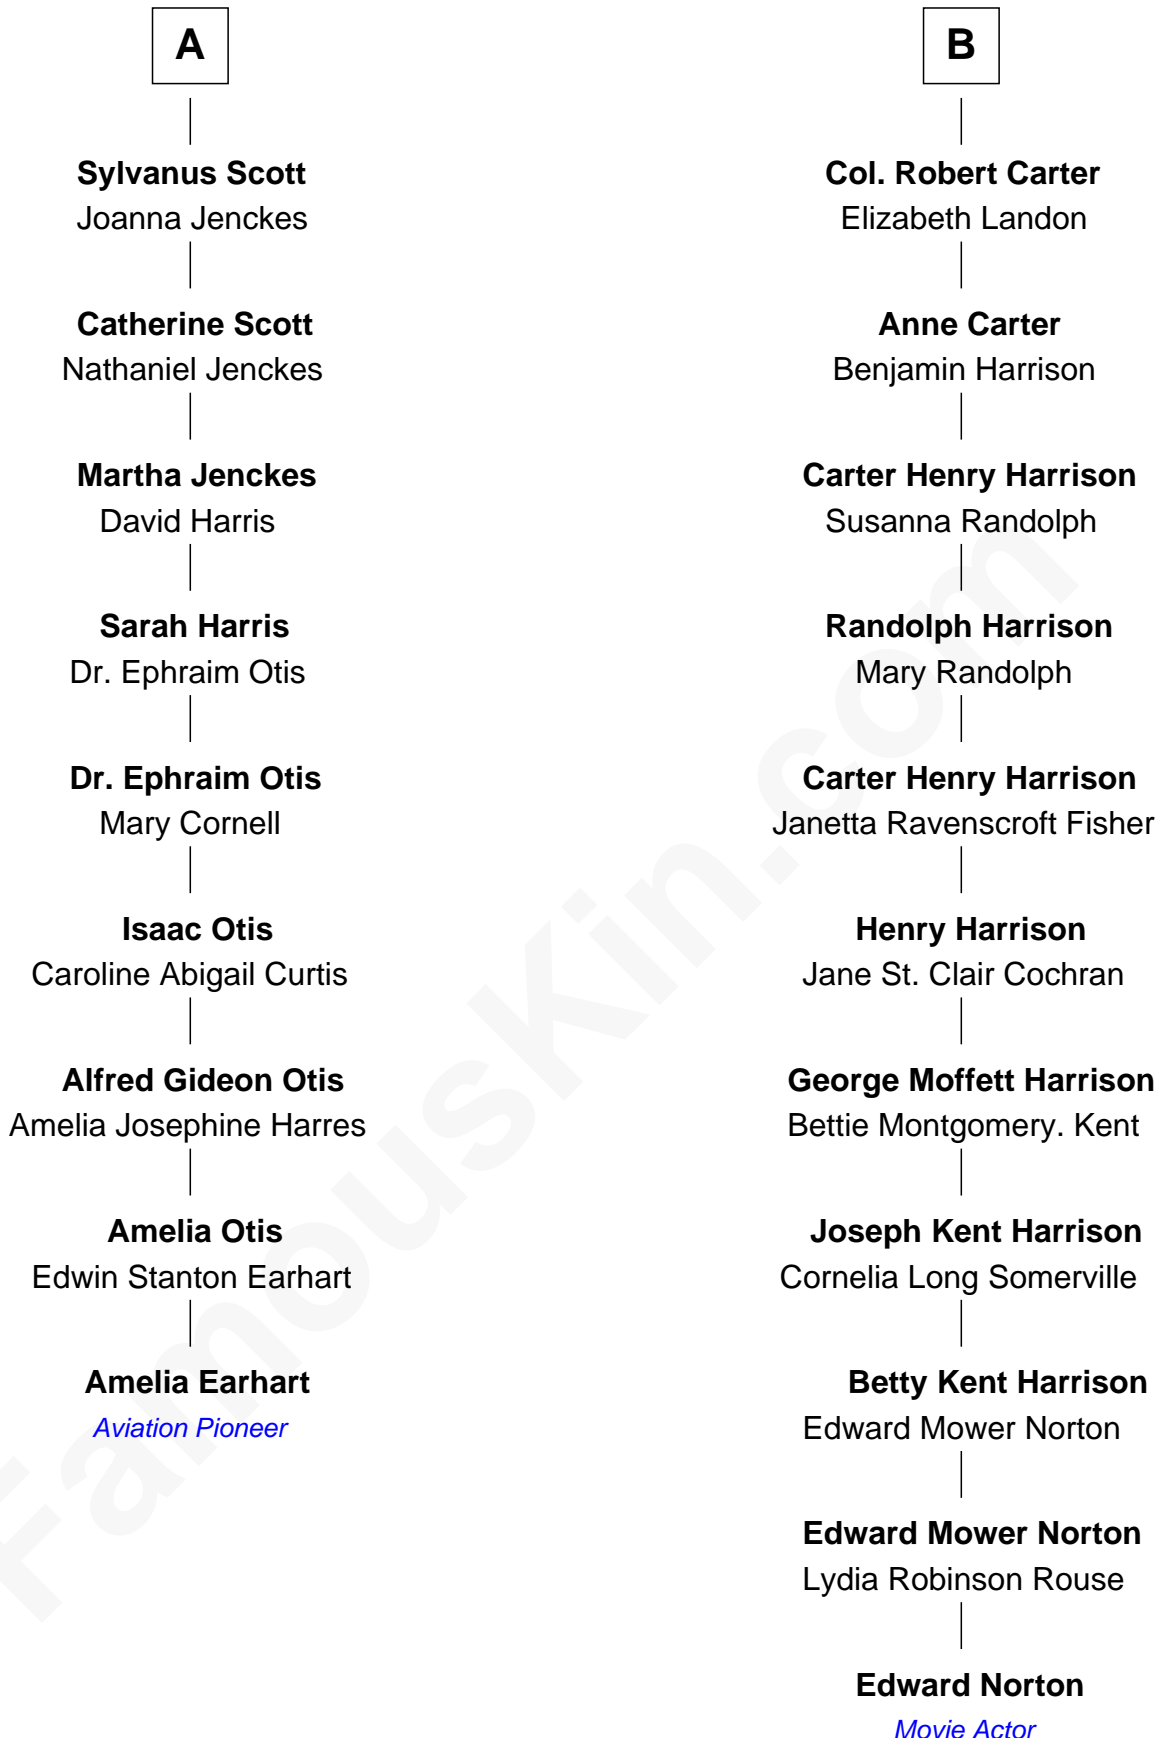 A
Sylvanus Scott
Joanna Jenckes
Catherine Scott
Nathaniel Jenckes
Martha Jenckes
David Harris
Sarah Harris
Dr. Ephraim Otis
Dr. Ephraim Otis
Mary Cornell
Isaac Otis
Caroline Abigail Curtis
Alfred Gideon Otis
Amelia Josephine Harres
Amelia Otis
Edwin Stanton Earhart
Amelia Earhart
Aviation Pioneer
B
Col. Robert Carter
Elizabeth Landon
Anne Carter
Benjamin Harrison
Carter Henry Harrison
Susanna Randolph
Randolph Harrison
Mary Randolph
Carter Henry Harrison
Janetta Ravenscroft Fisher
Henry Harrison
Jane St. Clair Cochran
George Moffett Harrison
Bettie Montgomery. Kent
Joseph Kent Harrison
Cornelia Long Somerville
Betty Kent Harrison
Edward Mower Norton
Edward Mower Norton
Lydia Robinson Rouse
Edward Norton
Movie Actor
FamousKin.com